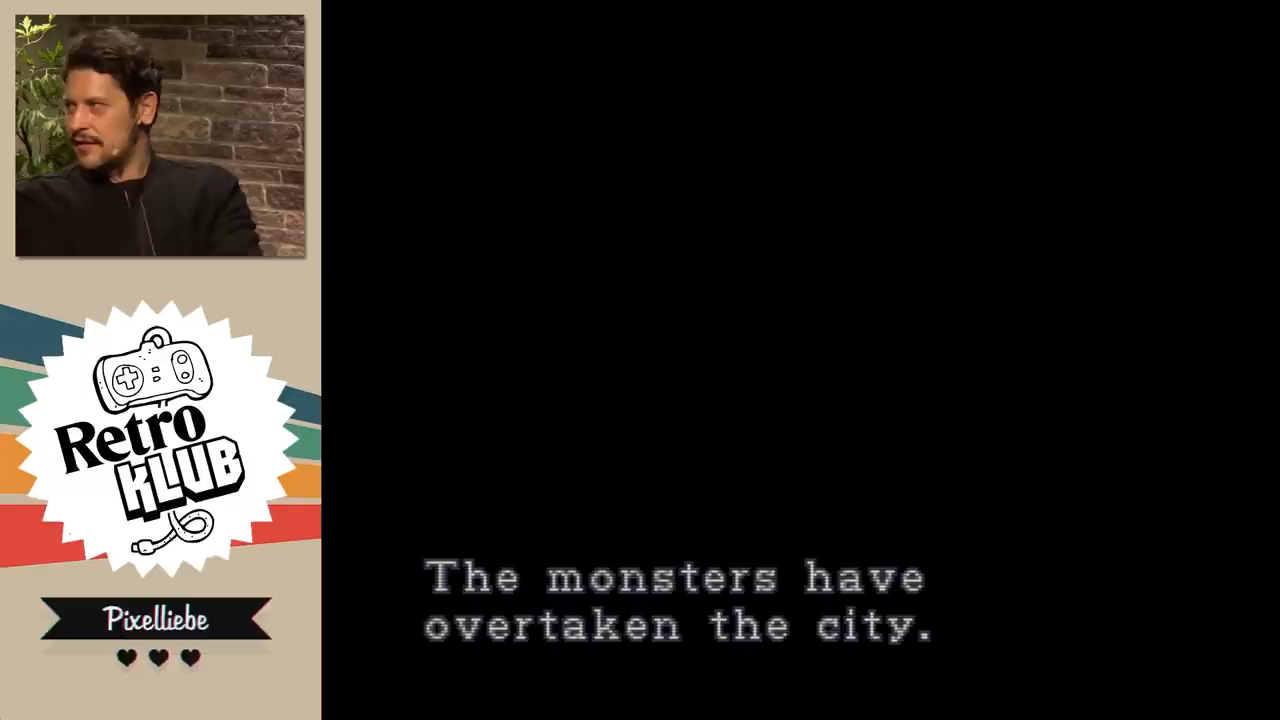 Retro
KLUB
Pixelliebe
The monsters have
overtaken the city.